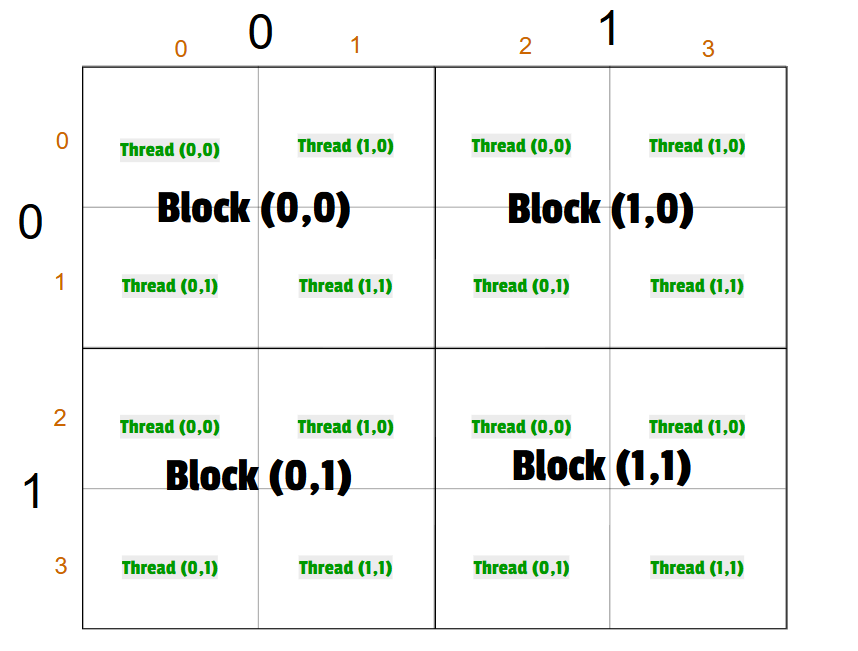 0 1
0 1 2 3
0 Thread (0,0) Thread (1,0) Thread (0,0) Thread (1,0)
0 Block (0,0) Block (1,0)
1 Thread (0,1) Thread (1,1) Thread (0,1) Thread (1,1)
2 Thread (0,0) Thread (1,0) Thread (0,0) Thread (1,0)
1 Block (0,1) Block (1,1)
3 Thread (0,1) Thread (1,1) Thread (0,1) Thread (1,1)